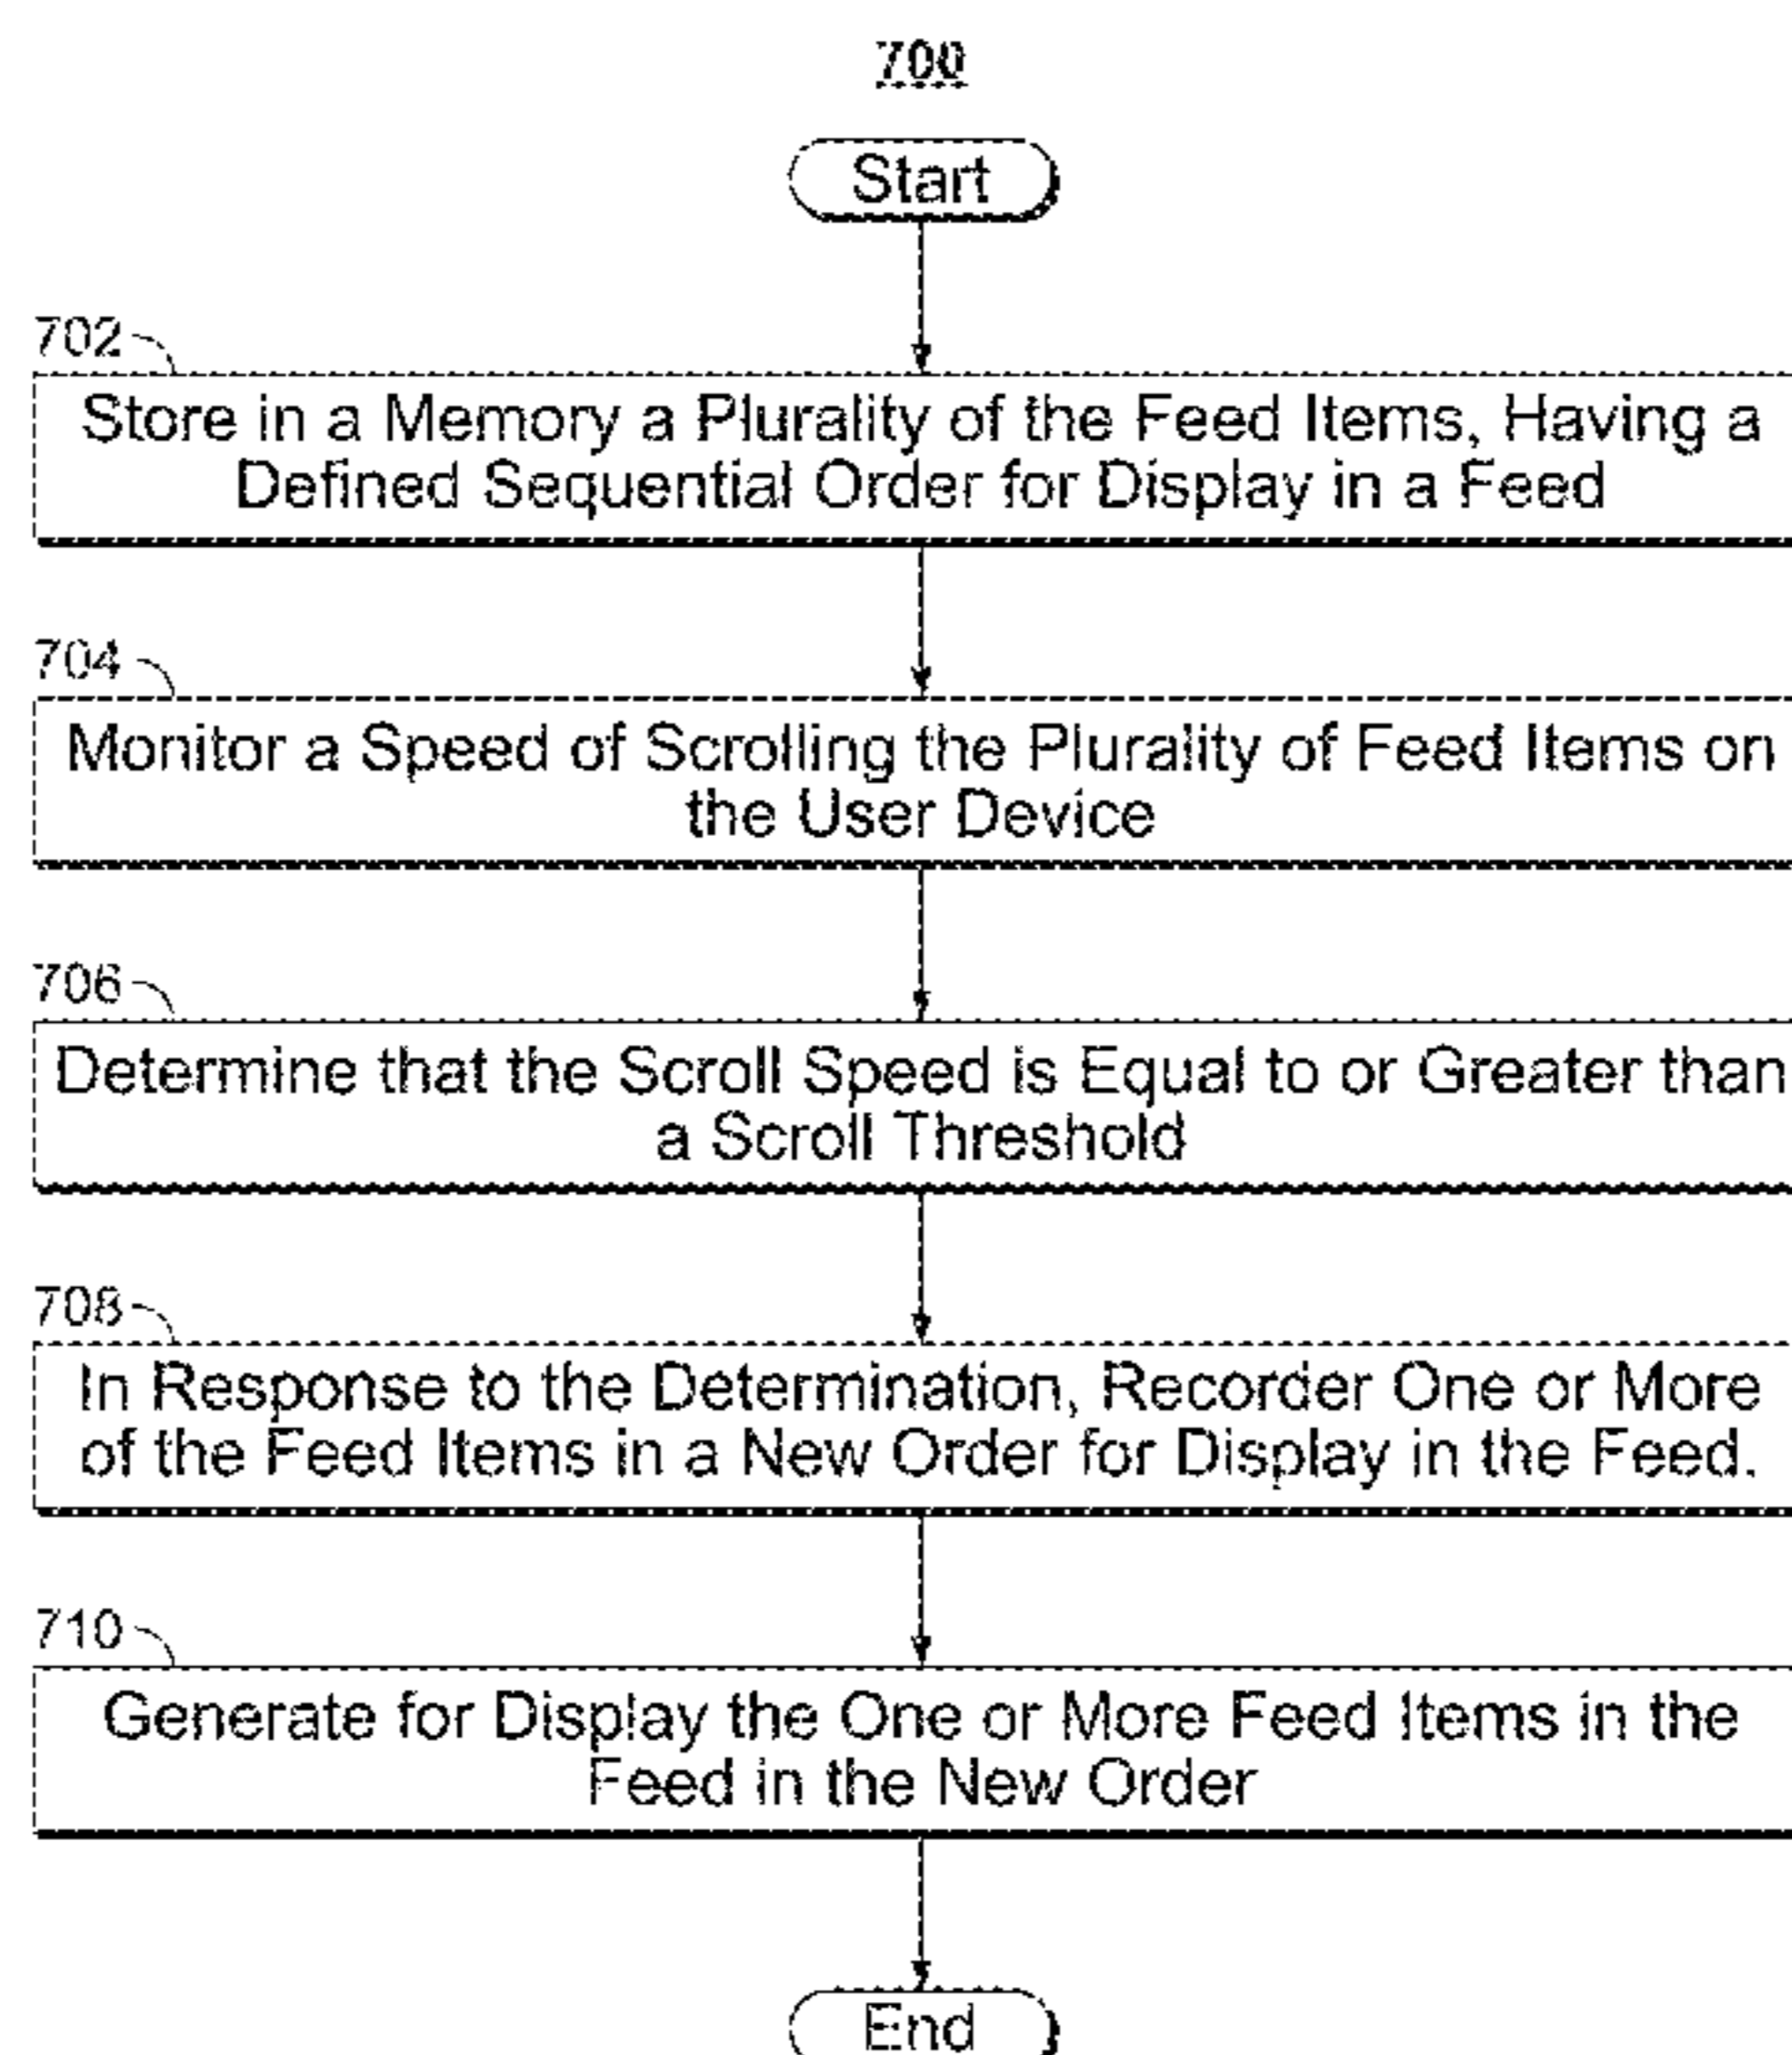 700
Start
702
Store in a Memory a Plurality of the Feed Items, Having a
Defined Sequential Order for Display in a Feed
704
Monitor a Speed of Scrolling the Plurality of Feed Items on
the User Device
706
Determine that the Scroll Speed is Equal to or Greater than
a Scroll Threshold
708
In Response to the Determination, Recorder One or More
of the Feed Items in a New Order for Display in the Feed.
710
Generate for Display the One or More Feed Items in the
Feed in the New Order
End